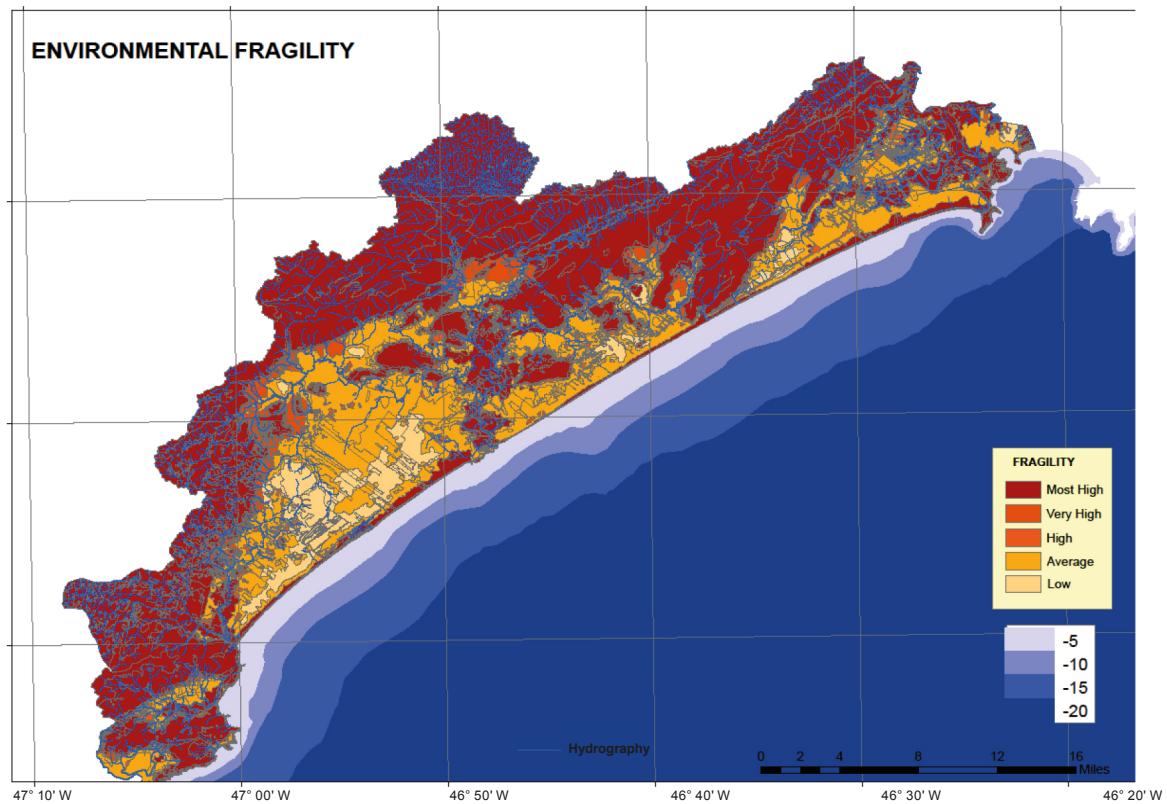 ENVIRONMENTAL FRAGILITY
FRAGILITY
Most High
Very High
High
Average
Low
-5
-10
-15
-20
Hydrography
0 2 4 8 12 16
Miles
47° 10' W 47° 00' W 46° 50' W 46° 40' W 46° 30' W 46° 20' W